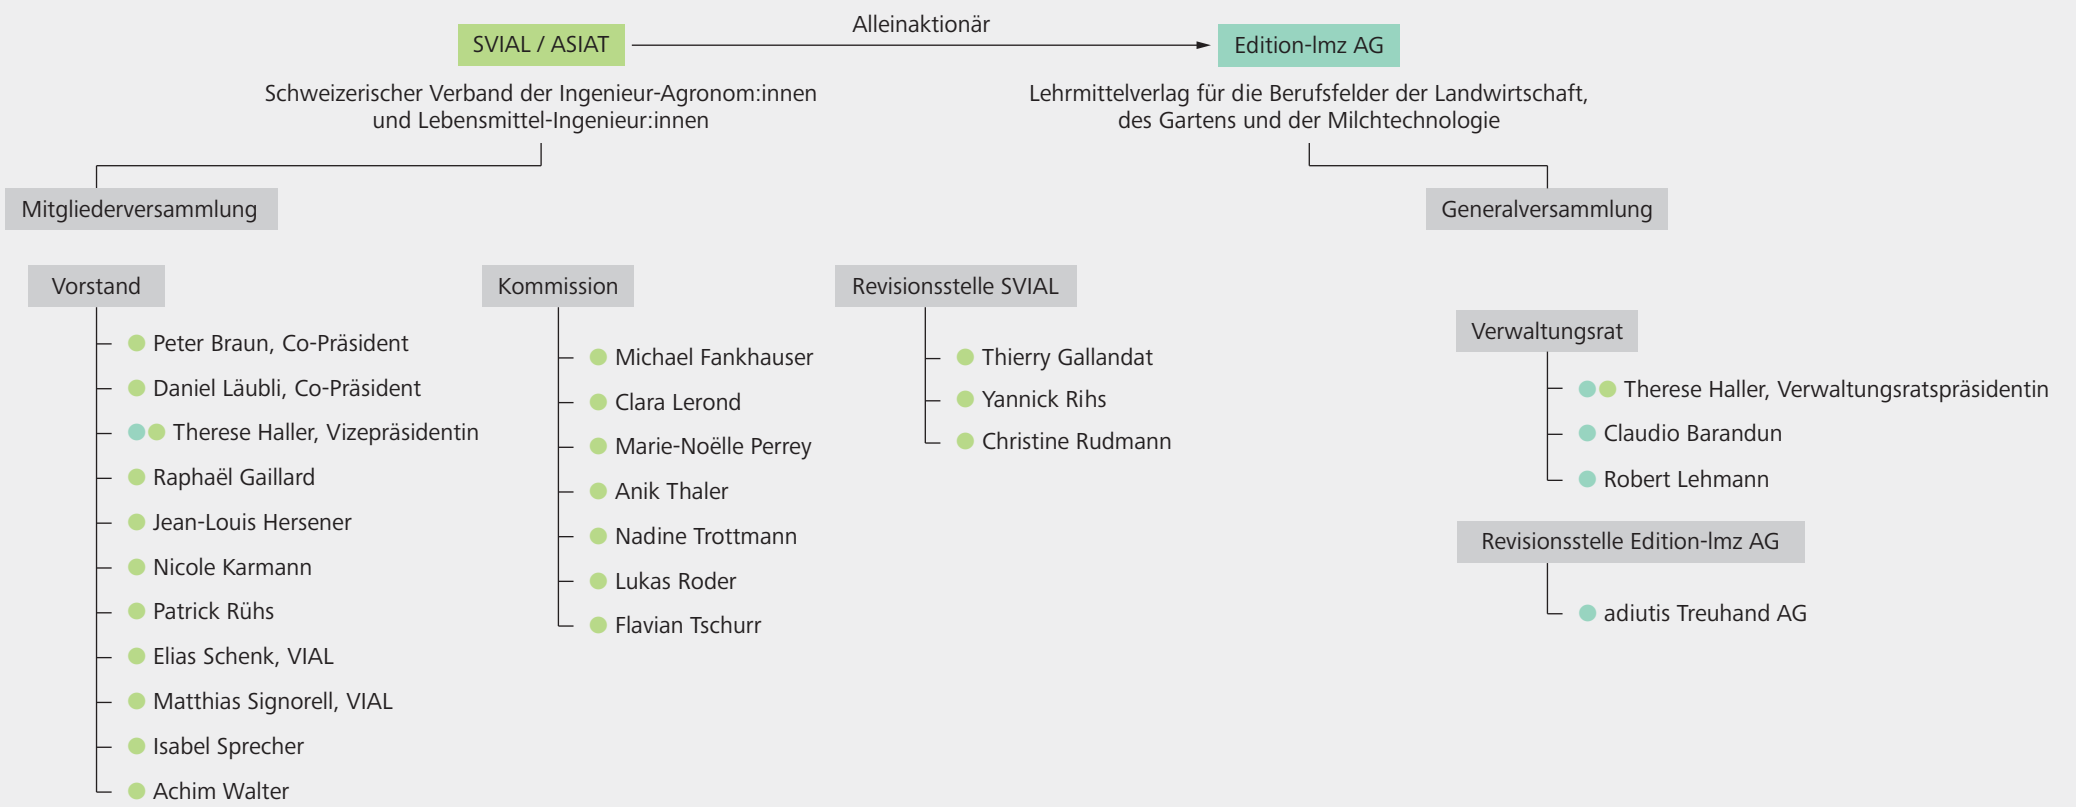 Alleinaktionär
SVIAL / ASIAT
Edition-lmz AG
Schweizerischer Verband der Ingenieur-Agronom:innen
und Lebensmittel-Ingenieur:innen
Lehrmittelverlag für die Berufsfelder der Landwirtschaft,
des Gartens und der Milchtechnologie
Mitgliederversammlung
Generalversammlung
Vorstand
Peter Braun, Co-Präsident
Daniel Läubli, Co-Präsident
Therese Haller, Vizepräsidentin
Raphaël Gaillard
Jean-Louis Hersener
Nicole Karmann
Patrick Rühs
Elias Schenk, VIAL
Matthias Signorell, VIAL
Isabel Sprecher
Achim Walter
Kommission
Michael Fankhauser
Clara Lerond
Marie-Noëlle Perrey
Anik Thaler
Nadine Trottmann
Lukas Roder
Flavian Tschurr
Revisionsstelle SVIAL
Thierry Gallandat
Yannick Rihs
Christine Rudmann
Verwaltungsrat
Therese Haller, Verwaltungsratspräsidentin
Claudio Barandun
Robert Lehmann
Revisionsstelle Edition-lmz AG
adiutis Treuhand AG